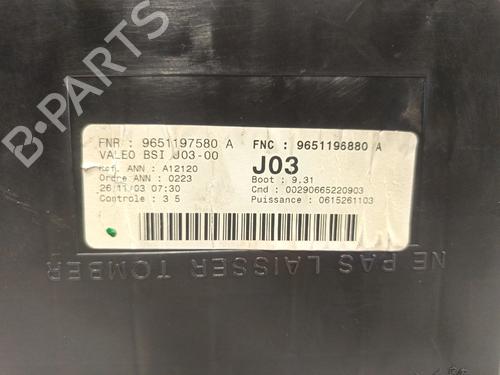 FNR : 9651197580 A
FNC : 9651196880 A
VALEO BSI J03-00
J03
Ref. ANN : A12120
Boot : 9.31
Ordre ANN : 0223
Cmd : 00290665220903
26/11/03 07:30
Puissance : 0615261103
Controle : 3 5
NE PAS LAISSER TOMBER
B-PARTS